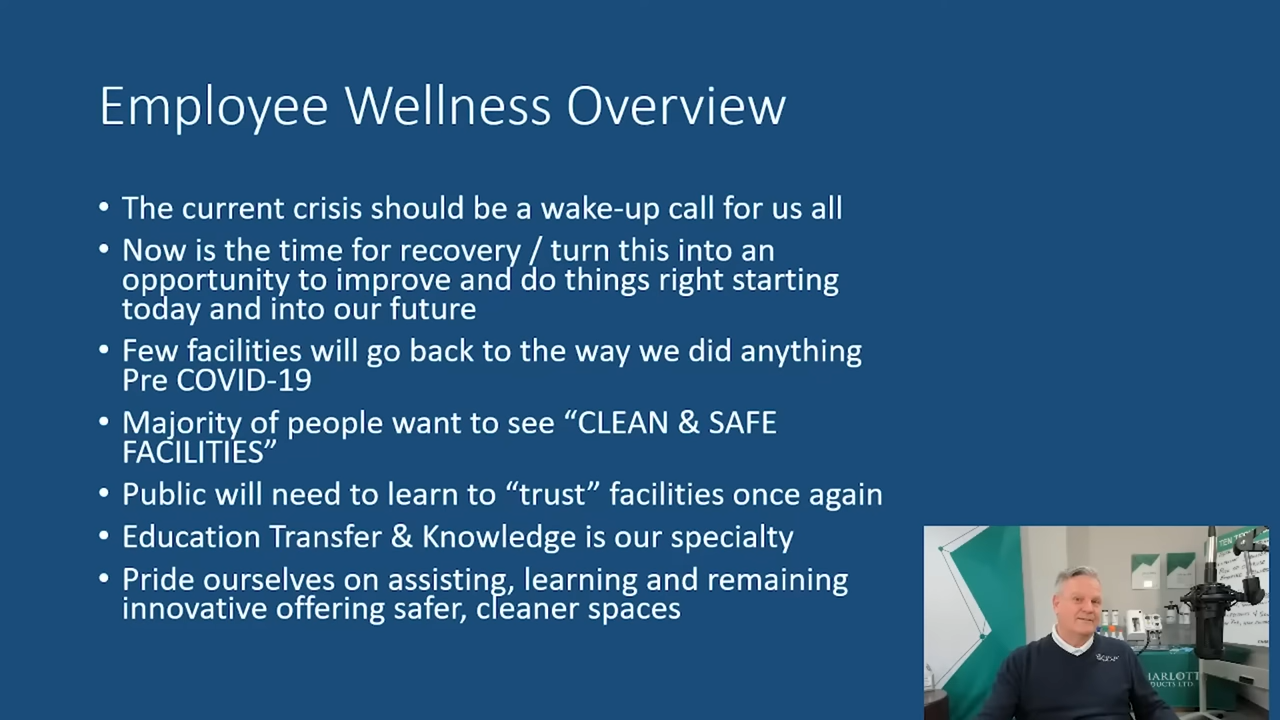 Employee Wellness Overview
• The current crisis should be a wake-up call for us all
• Now is the time for recovery / turn this into an
opportunity to improve and do things right starting
today and into our future
• Few facilities will go back to the way we did anything
Pre COVID-19
• Majority of people want to see “CLEAN & SAFE
FACILITIES”
• Public will need to learn to “trust” facilities once again
• Education Transfer & Knowledge is our specialty
• Pride ourselves on assisting, learning and remaining
innovative offering safer, cleaner spaces